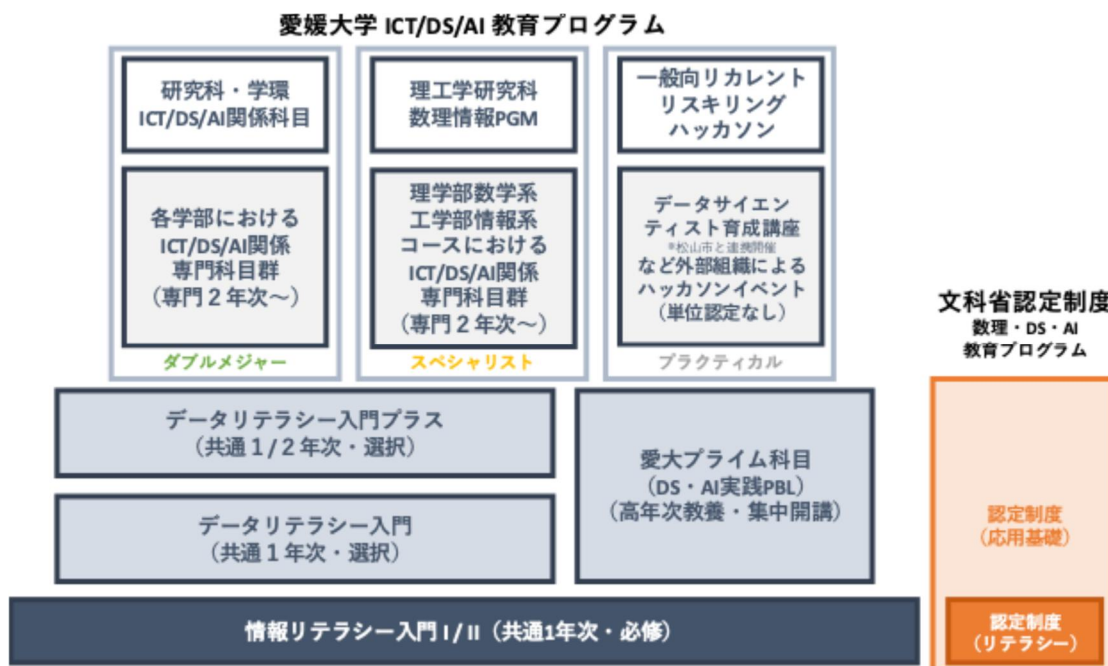 愛媛大学 ICT/DS/AI 教育プログラム
研究科・学環
ICT/DS/AI関係科目
理工学研究科
数理情報PGM
一般向リカレント
リスキリング
ハッカソン
各学部における
ICT/DS/AI関係
専門科目群
(専門２年次～)
理学部数学系
工学部情報系
コースにおける
ICT/DS/AI関係
専門科目群
(専門２年次～)
データサイエン
ティスト育成講座
※松山市と連携開催
など外部組織による
ハッカソンイベント
(単位認定なし)
ダブルメジャー
スペシャリスト
プラクティカル
文科省認定制度
数理・DS・AI
教育プログラム
データリテラシー入門プラス
(共通１/２年次・選択)
愛大プライム科目
(DS・AI実践PBL)
(高年次教養・集中開講)
データリテラシー入門
(共通１年次・選択)
認定制度
(応用基礎)
情報リテラシー入門 I / II（共通1年次・必修）
認定制度
(リテラシー)